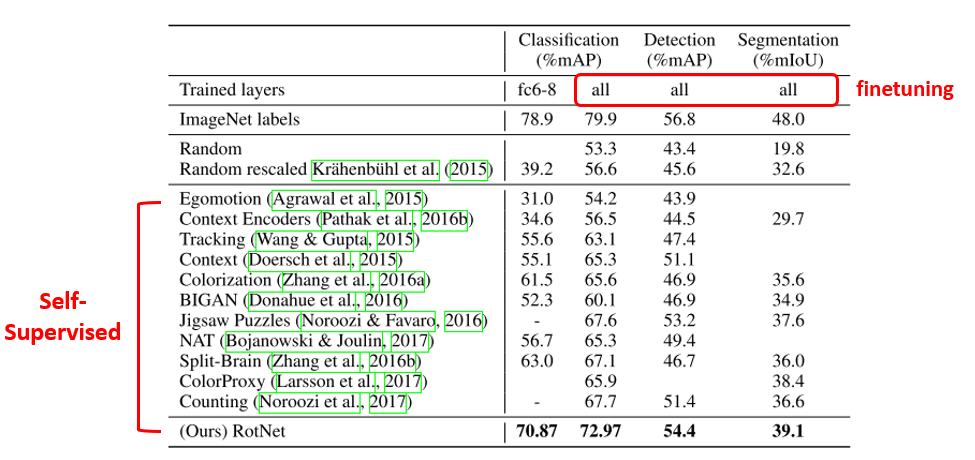 Classification Detection Segmentation
(%mAP) (%mAP) (%mIoU)
Trained layers fc6-8 all all all finetuning
ImageNet labels 78.9 79.9 56.8 48.0
Random 53.3 43.4 19.8
Random rescaled Krähenbühl et al. (2015) 39.2 56.6 45.6 32.6
Egomotion (Agrawal et al., 2015) 31.0 54.2 43.9
Context Encoders (Pathak et al., 2016b) 34.6 56.5 44.5 29.7
Tracking (Wang & Gupta, 2015) 55.6 63.1 47.4
Context (Doersch et al., 2015) 55.1 65.3 51.1
Colorization (Zhang et al., 2016a) 61.5 65.6 46.9 35.6
BIGAN (Donahue et al., 2016) 52.3 60.1 46.9 34.9
Jigsaw Puzzles (Noroozi & Favaro, 2016) - 67.6 53.2 37.6
NAT (Bojanowski & Joulin, 2017) 56.7 65.3 49.4
Split-Brain (Zhang et al., 2016b) 63.0 67.1 46.7 36.0
ColorProxy (Larsson et al., 2017) 65.9 38.4
Counting (Noroozi et al., 2017) - 67.7 51.4 36.6
(Ours) RotNet 70.87 72.97 54.4 39.1
Self-
Supervised